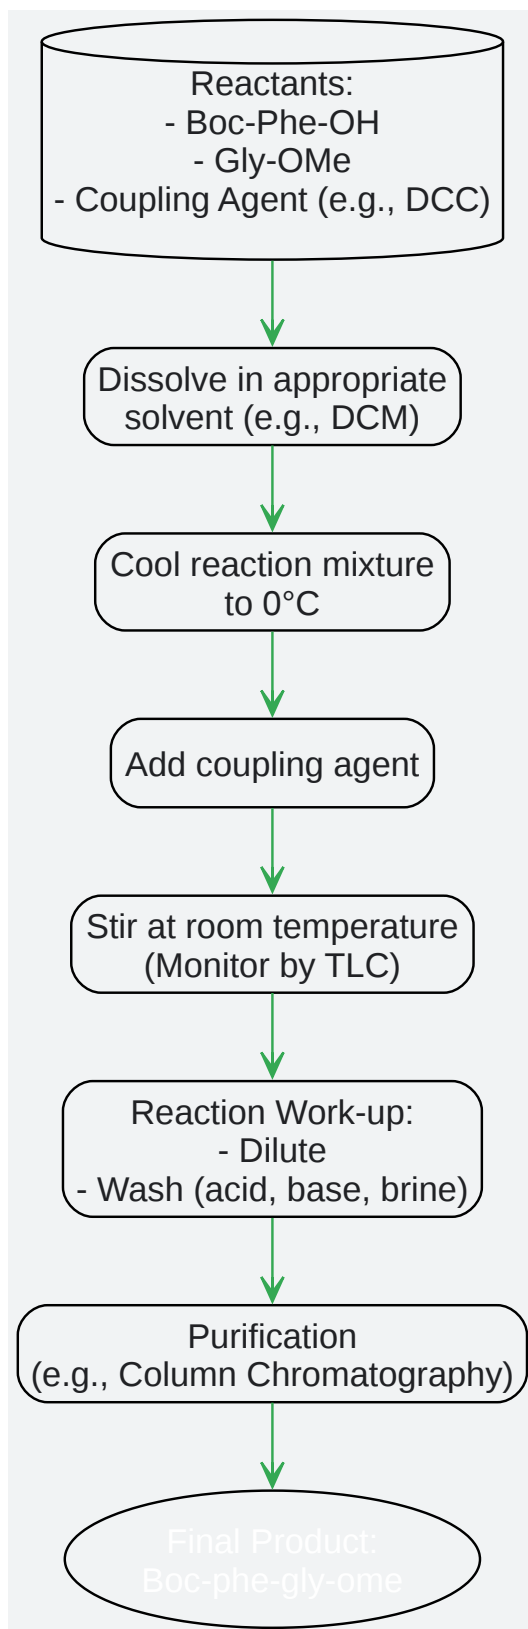 Reactants:
- Boc-Phe-OH
- Gly-OMe
- Coupling Agent (e.g., DCC)
Dissolve in appropriate
solvent (e.g., DCM)
Cool reaction mixture
to 0°C
Add coupling agent
Stir at room temperature
(Monitor by TLC)
Reaction Work-up:
- Dilute
- Wash (acid, base, brine)
Purification
(e.g., Column Chromatography)
Final Product:
Boc-phe-gly-ome